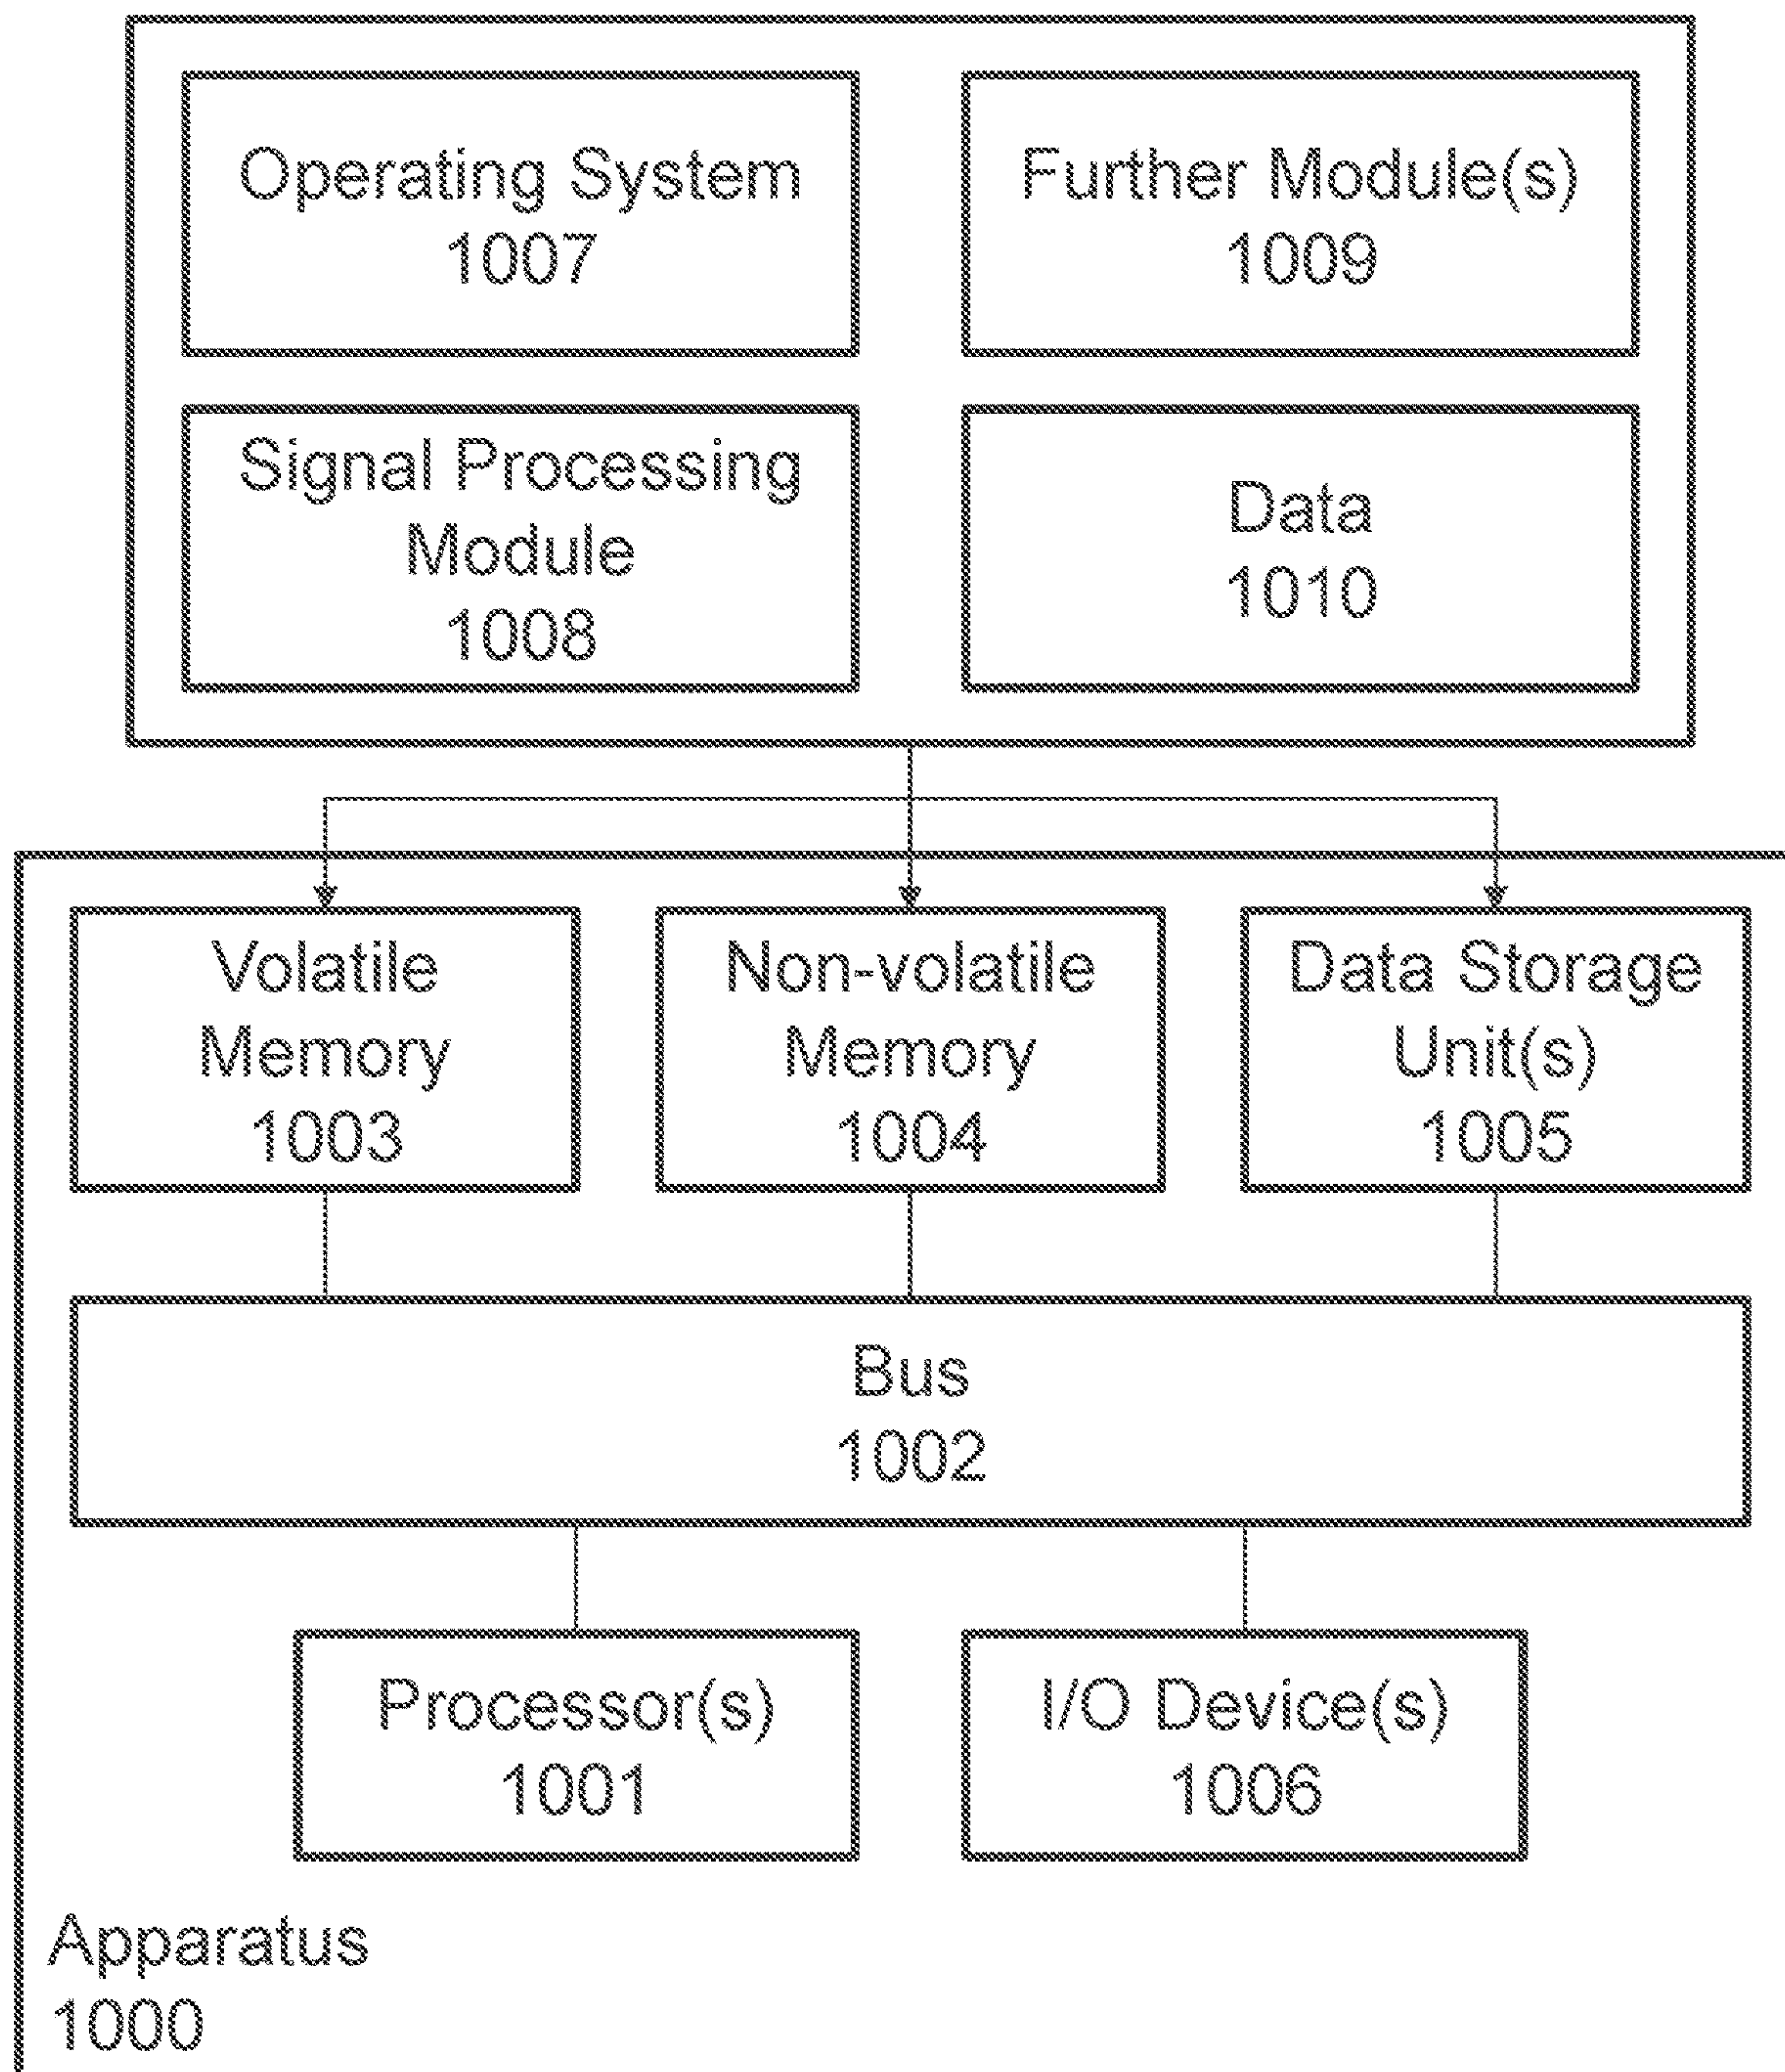 Operating System
1007
Further Module(s)
1009
Signal Processing
Module
1008
Data
1010
Volatile
Memory
1003
Non-volatile
Memory
1004
Data Storage
Unit(s)
1005
Bus
1002
Processor(s)
1001
I/O Device(s)
1006
Apparatus
1000